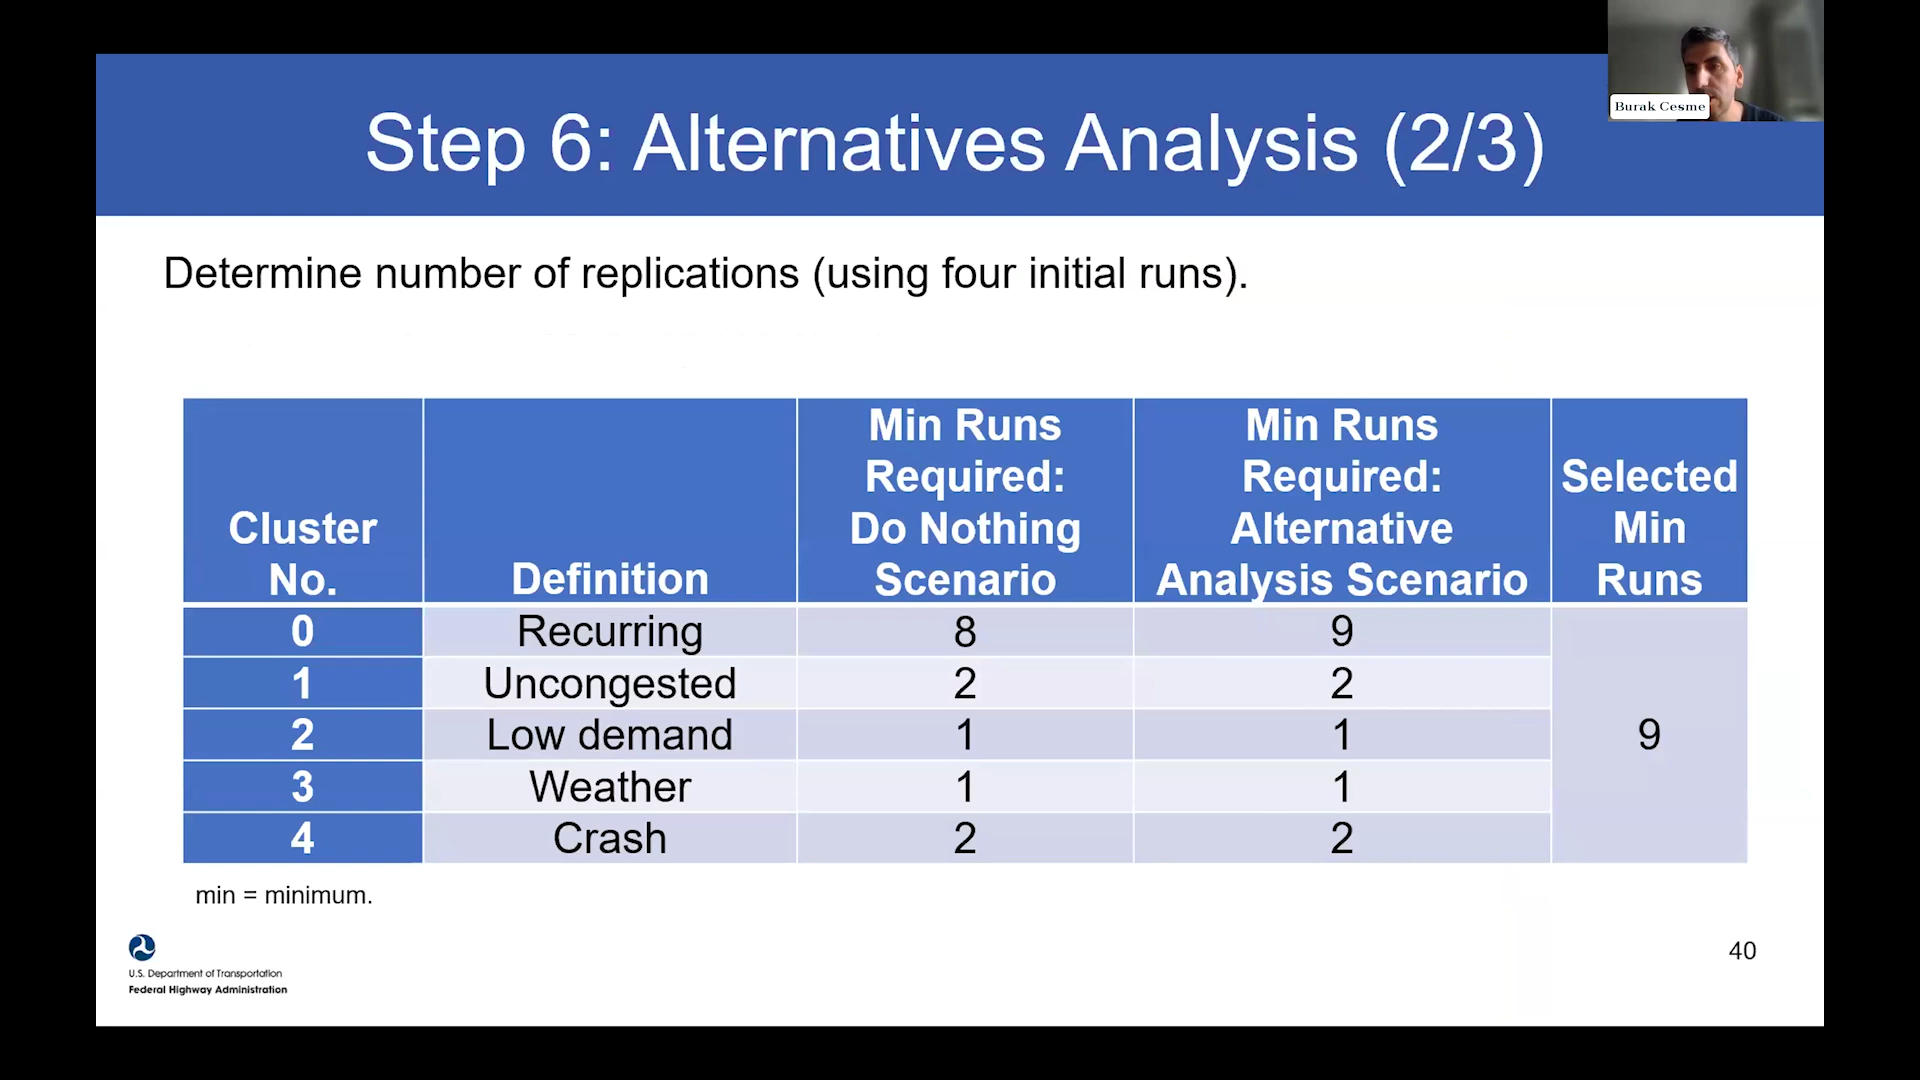 Burak Cesme
Step 6: Alternatives Analysis (2/3)
Determine number of replications (using four initial runs).
Cluster No. Definition Min Runs Required: Do Nothing Scenario Min Runs Required: Alternative Analysis Scenario Selected Min Runs
0 Recurring 8 9
1 Uncongested 2 2
2 Low demand 1 1 9
3 Weather 1 1
4 Crash 2 2
min = minimum.
U.S. Department of Transportation
Federal Highway Administration
40